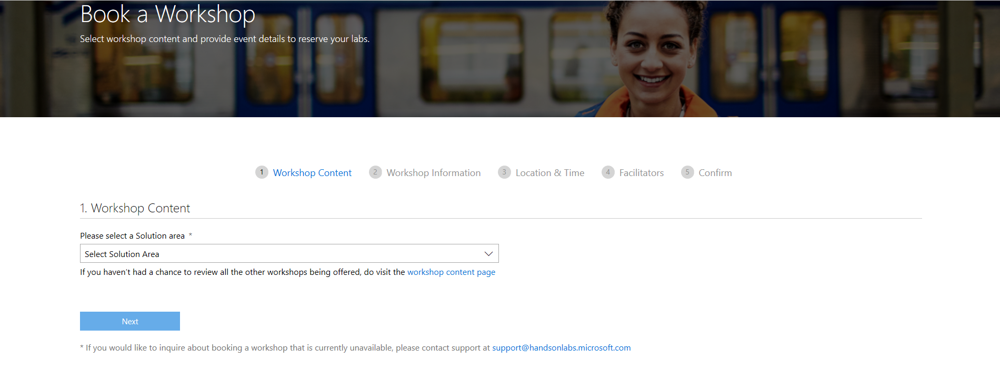 Book a Workshop
Select workshop content and provide event details to reserve your labs.
1 Workshop Content 2 Workshop Information 3 Location & Time 4 Facilitators 5 Confirm
1. Workshop Content
Please select a Solution area *
Select Solution Area
If you haven't had a chance to review all the other workshops being offered, do visit the workshop content page
Next
* If you would like to inquire about booking a workshop that is currently unavailable, please contact support at support@handsonlabs.microsoft.com